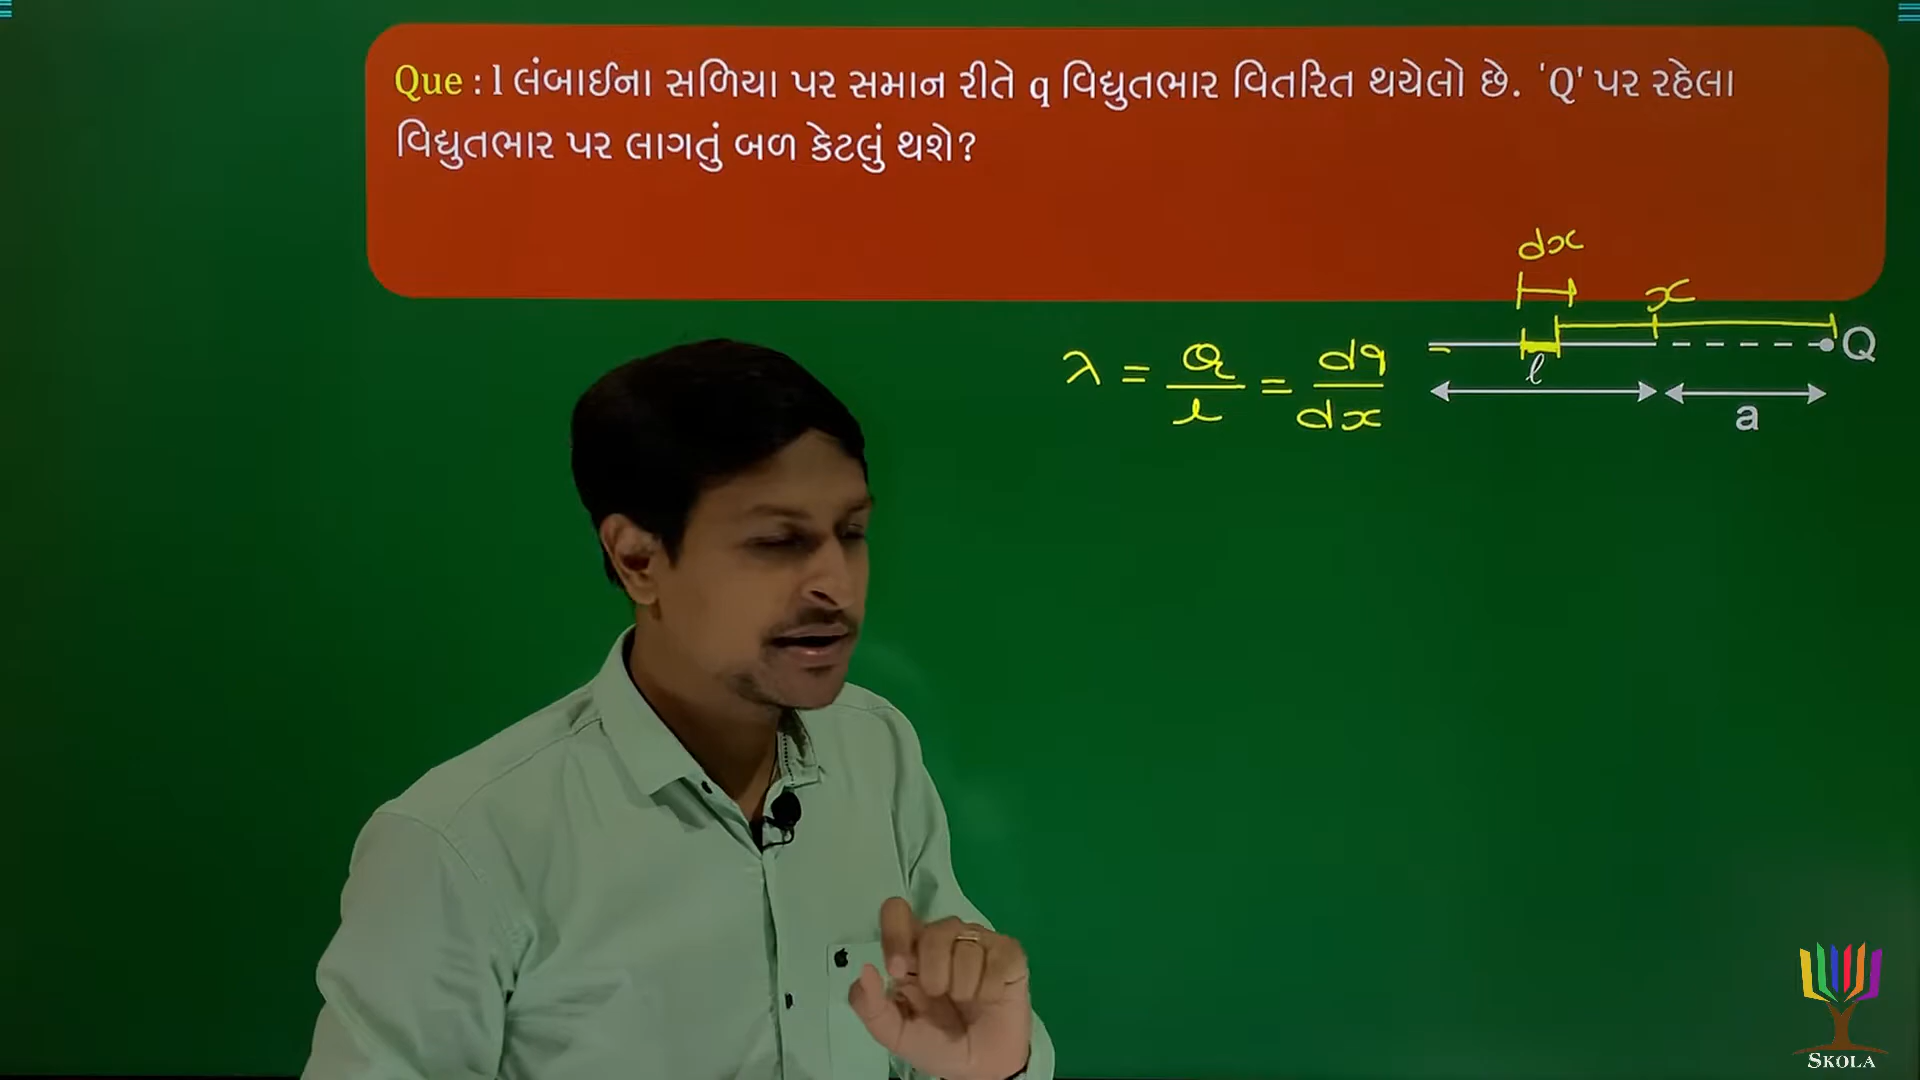 Que : l લંબાઈના સળિયા પર સમાન રીતે q વિદ્યુતભાર વિતરિત થયેલો છે. 'Q' પર રહેલા
વિદ્યુતભાર પર લાગતું બળ કેટલું થશે?
dx
x
Q
λ = Q/l = dq/dx
l
a
SKOLA